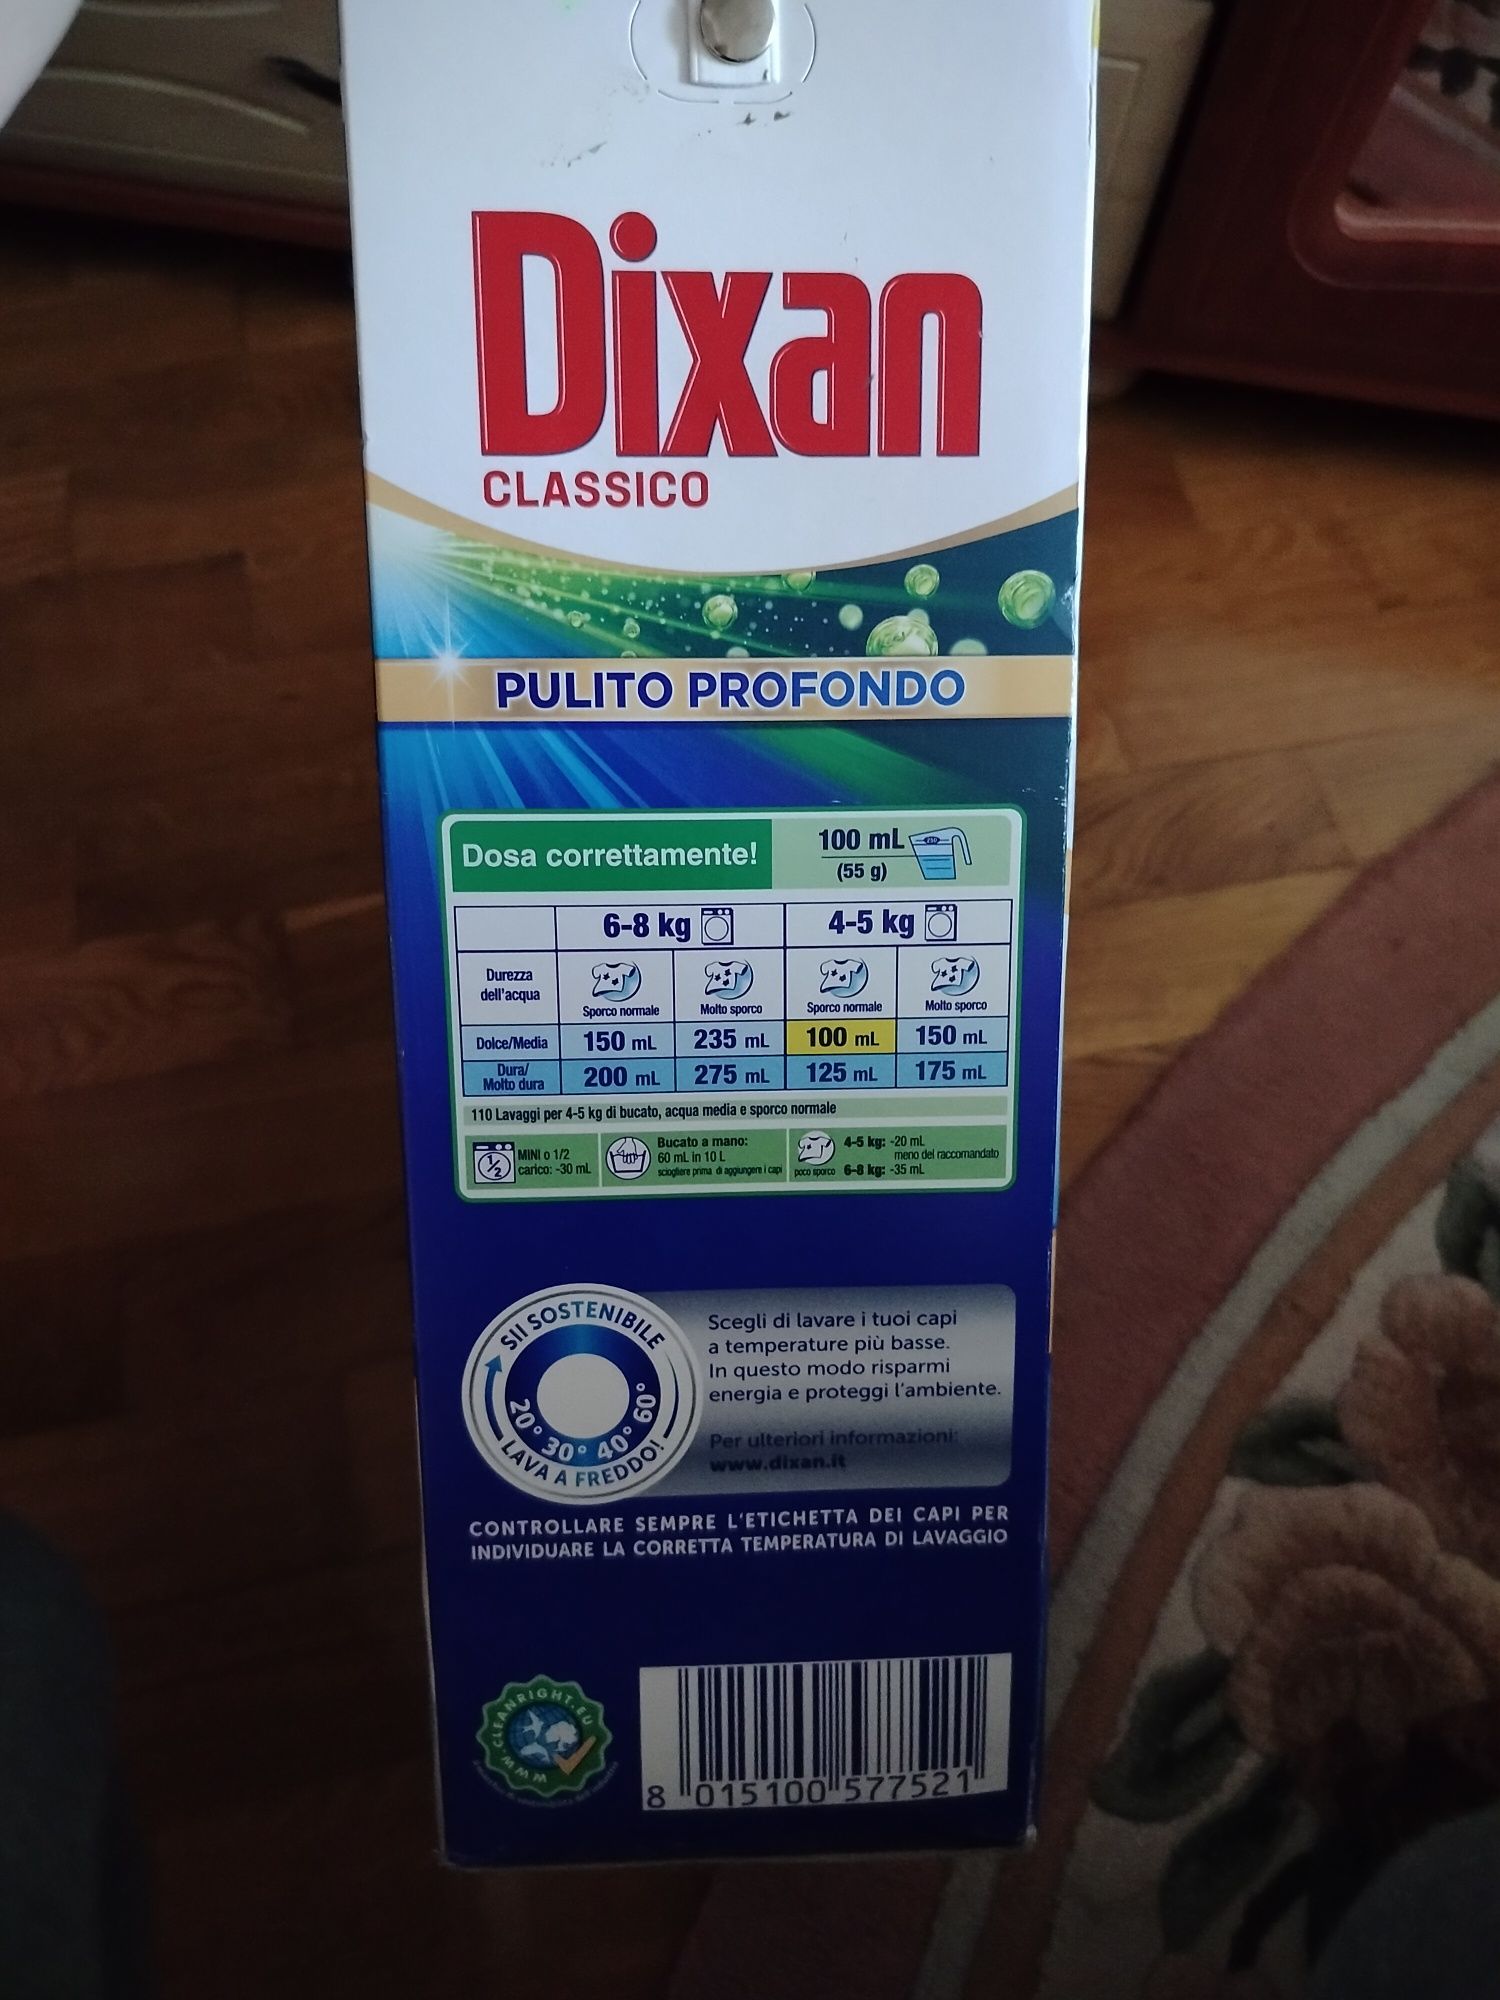 Dixan
CLASSICO
PULITO PROFONDO
Dosa correttamente!
100 mL
(55 g)
6-8 kg
4-5 kg
Durezza
dell'acqua
Sporco normale
Molto sporco
Sporco normale
Molto sporco
Dolce/Media
150 mL
235 mL
100 mL
150 mL
Dura/
Molto dura
200 mL
275 mL
125 mL
175 mL
110 Lavaggi per 4-5 kg di bucato, acqua media e sporco normale
1/2
MINI o 1/2
carico: -30 mL
Bucato a mano:
60 mL in 10 L
sciogliere prima di aggiungere i capi
poco sporco
4-5 kg: -20 mL
meno del raccomandato
6-8 kg: -35 mL
SII SOSTENIBILE
20° 30° 40° 60°
LAVA A FREDDO!
Scegli di lavare i tuoi capi
a temperature più basse.
In questo modo risparmi
energia e proteggi l'ambiente.
Per ulteriori informazioni:
www.dixan.it
CONTROLLARE SEMPRE L'ETICHETTA DEI CAPI PER
INDIVIDUARE LA CORRETTA TEMPERATURA DI LAVAGGIO
WWW.CLEANRIGHT.EU
8 015100 577521